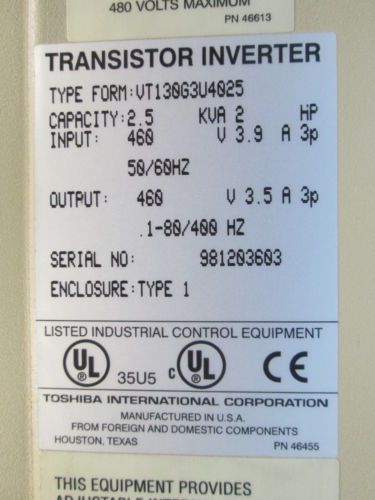 480 VOLTS MAXIMUM
PN 46613
TRANSISTOR INVERTER
TYPE FORM:VT130G3U4025
CAPACITY:2.5 KVA 2 HP
INPUT: 460 V 3.9 A 3p
50/60HZ
OUTPUT: 460 V 3.5 A 3p
.1-80/400 HZ
SERIAL NO: 981203603
ENCLOSURE:TYPE 1
LISTED INDUSTRIAL CONTROL EQUIPMENT
UL 35U5 C UL CE
TOSHIBA INTERNATIONAL CORPORATION
MANUFACTURED IN U.S.A.
FROM FOREIGN AND DOMESTIC COMPONENTS
HOUSTON, TEXAS PN 46455
THIS EQUIPMENT PROVIDES